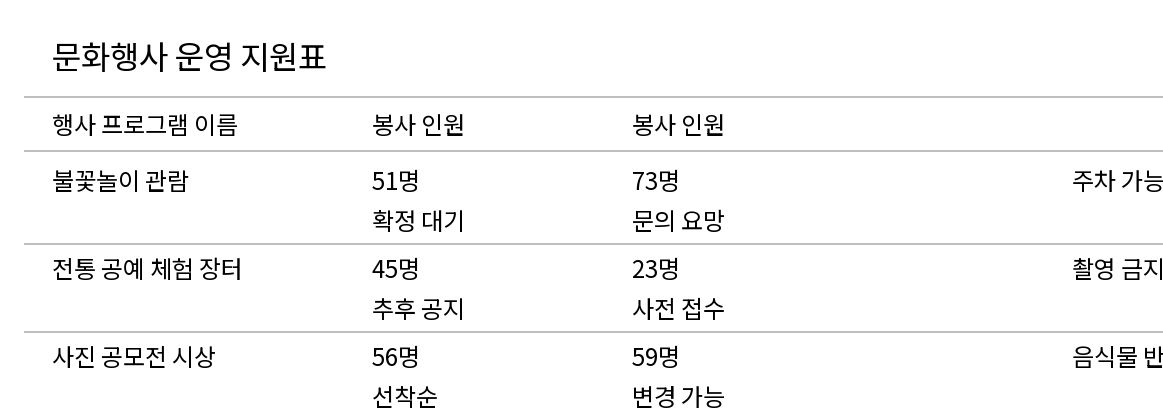 문화행사 운영 지원표
행사 프로그램 이름 봉사 인원 봉사 인원
불꽃놀이 관람 51명 73명 주차 가능
확정 대기 문의 요망
전통 공예 체험 장터 45명 23명 촬영 금지
추후 공지 사전 접수
사진 공모전 시상 56명 59명 음식물 반
선착순 변경 가능